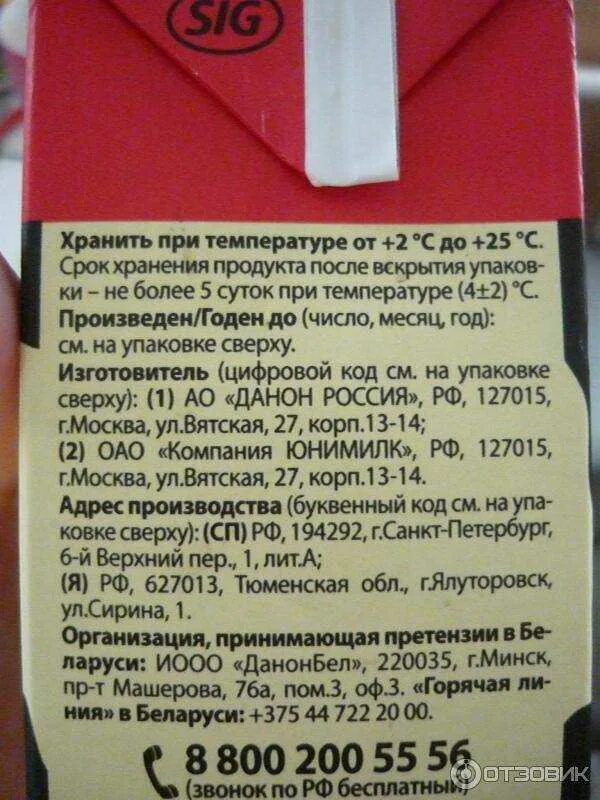 SIG
Хранить при температуре от +2 °С до +25 °С.
Срок хранения продукта после вскрытия упаков-
ки – не более 5 суток при температуре (4±2) °С.
Произведен/Годен до (число, месяц, год):
см. на упаковке сверху.
Изготовитель (цифровой код см. на упаковке
сверху): (1) АО «ДАНОН РОССИЯ», РФ, 127015,
г.Москва, ул.Вятская, 27, корп.13-14;
(2) ОАО «Компания ЮНИМИЛК», РФ, 127015,
г.Москва, ул.Вятская, 27, корп.13-14.
Адрес производства (буквенный код см. на упа-
ковке сверху): (СП) РФ, 194292, г.Санкт-Петербург,
6-й Верхний пер., 1, лит.А;
(Я) РФ, 627013, Тюменская обл., г.Ялуторовск,
ул.Сирина, 1.
Организация, принимающая претензии в Бе-
ларуси: ИООО «ДанонБел», 220035, г.Минск,
пр-т Машерова, 76а, пом.3, оф.3. «Горячая ли-
ния» в Беларуси: +375 44 722 20 00.
8 800 200 55 56
(звонок по РФ бесплатный)
ОТЗОВИК